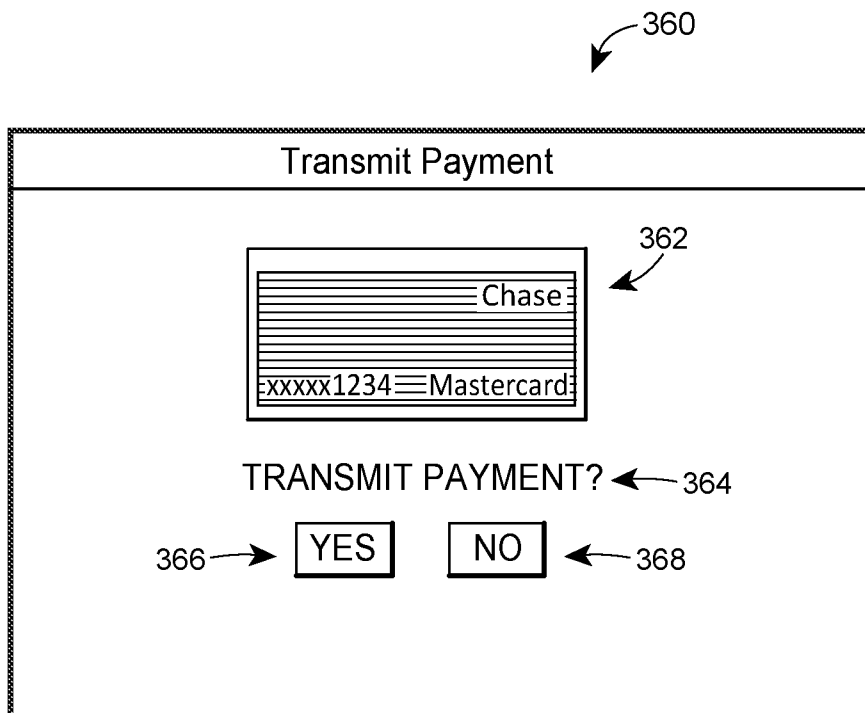 360
Transmit Payment
362
Chase
xxxxx1234 Mastercard
TRANSMIT PAYMENT? 364
366 YES NO 368